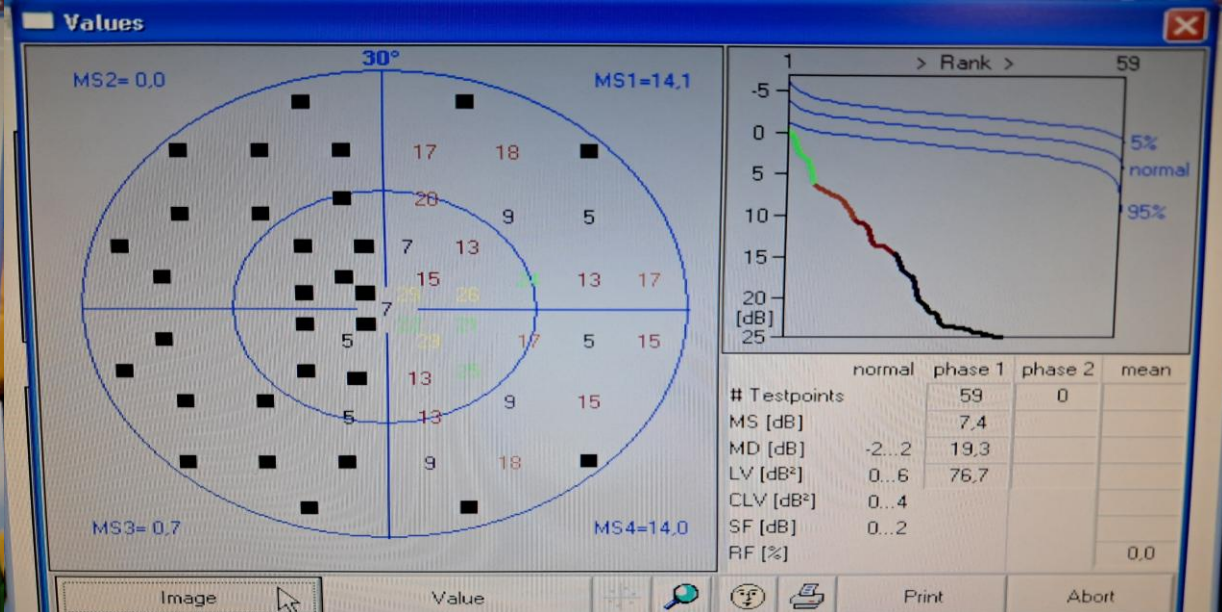 Values
30°
MS2= 0,0
MS1=14,1
17 18
20
9 5
7 13
15
13 17
26
7
5
17 5 15
13
9 15
5 13
9 18
MS3= 0,7
MS4=14,0
1 > Rank > 59
-5
0
5
10
15
20
[dB]
25
5%
normal
95%
normal phase 1 phase 2 mean
# Testpoints 59 0
MS [dB] 7,4
MD [dB] -2...2 19,3
LV [dB²] 0...6 76,7
CLV [dB²] 0...4
SF [dB] 0...2
RF [%] 0,0
Image
Value
Print
Abort